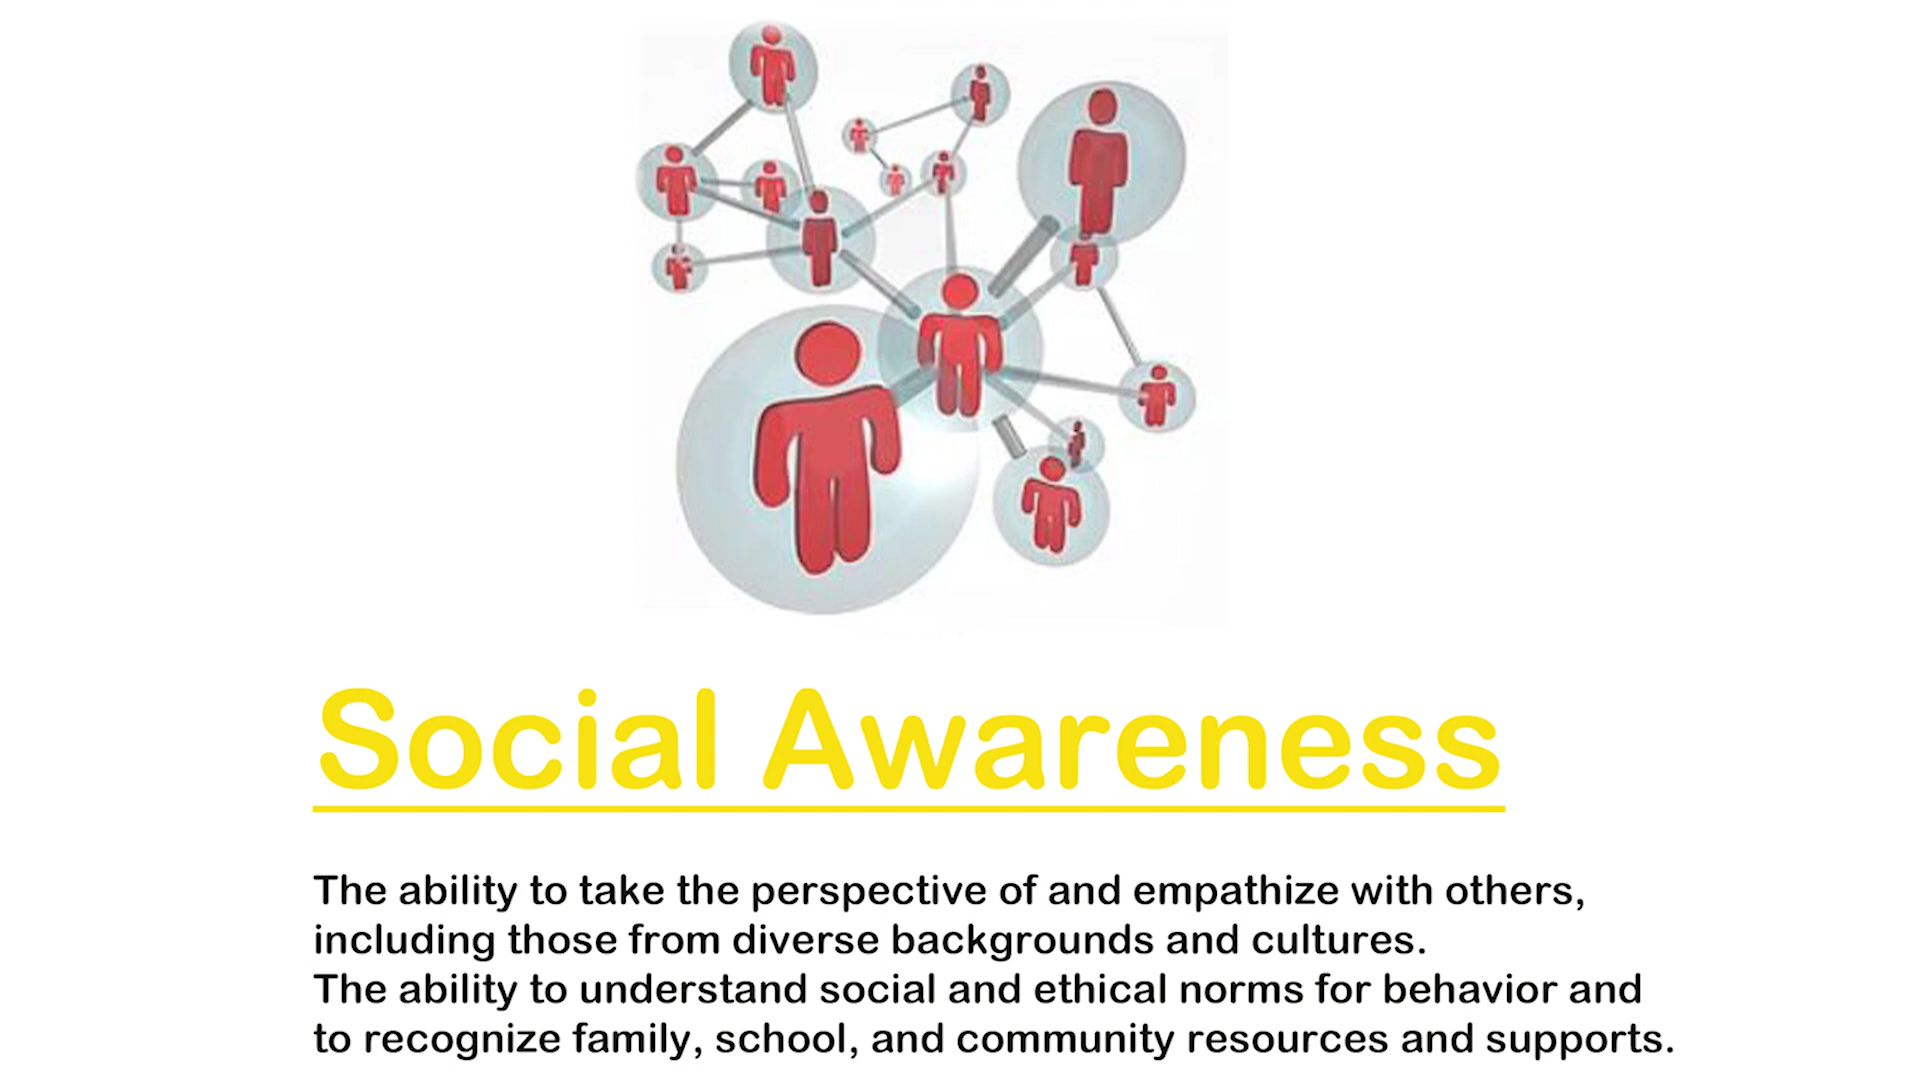 Social Awareness
The ability to take the perspective of and empathize with others,
including those from diverse backgrounds and cultures.
The ability to understand social and ethical norms for behavior and
to recognize family, school, and community resources and supports.